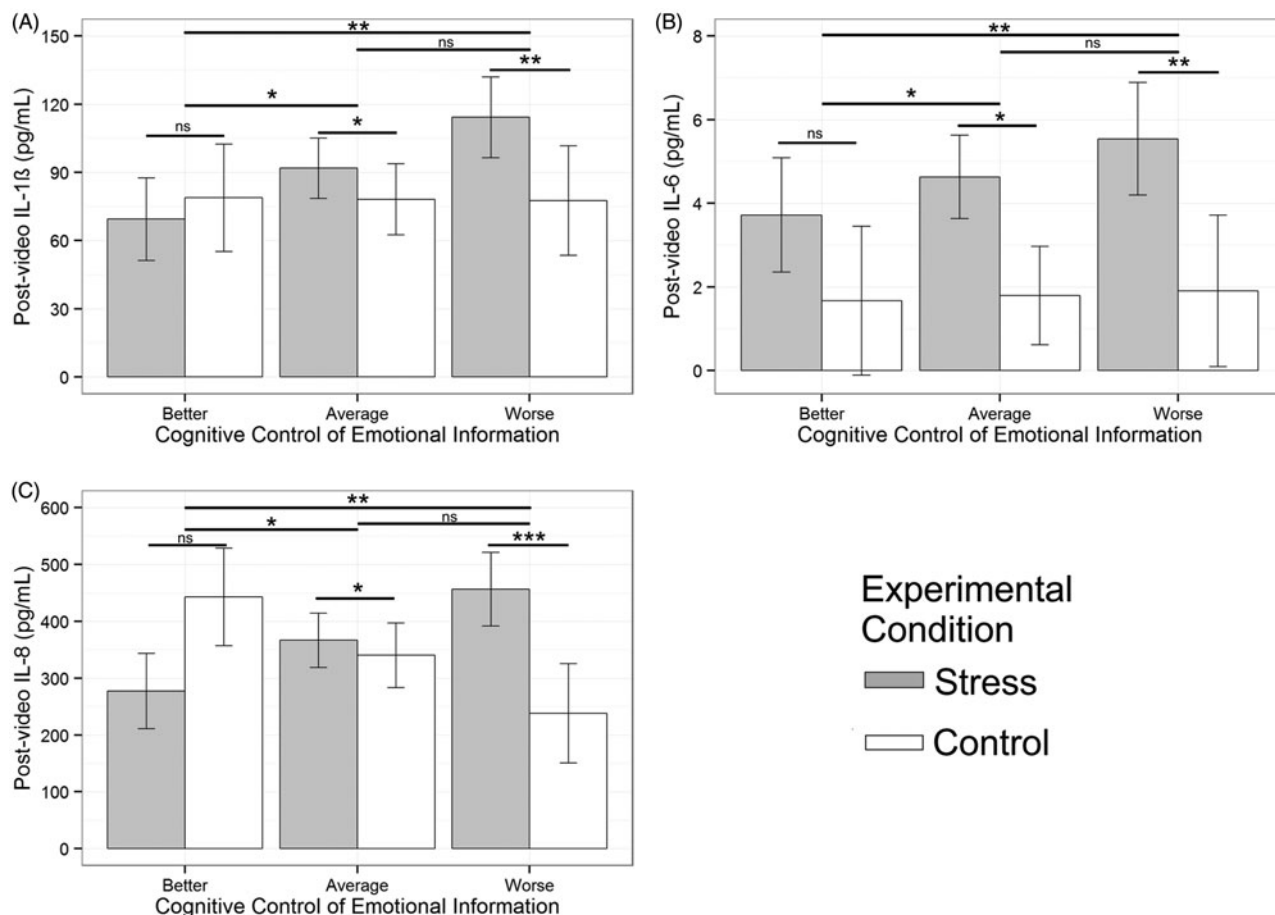 (A)
Post-video IL-1ß (pg/mL)
150
120
90
60
30
0
**
ns
**
*
*
ns
Better Average Worse
Cognitive Control of Emotional Information
(B)
Post-video IL-6 (pg/mL)
8
6
4
2
0
**
ns
**
*
*
ns
Better Average Worse
Cognitive Control of Emotional Information
(C)
Post-video IL-8 (pg/mL)
600
500
400
300
200
100
0
**
*
ns
ns
***
*
Better Average Worse
Cognitive Control of Emotional Information
Experimental
Condition
Stress
Control